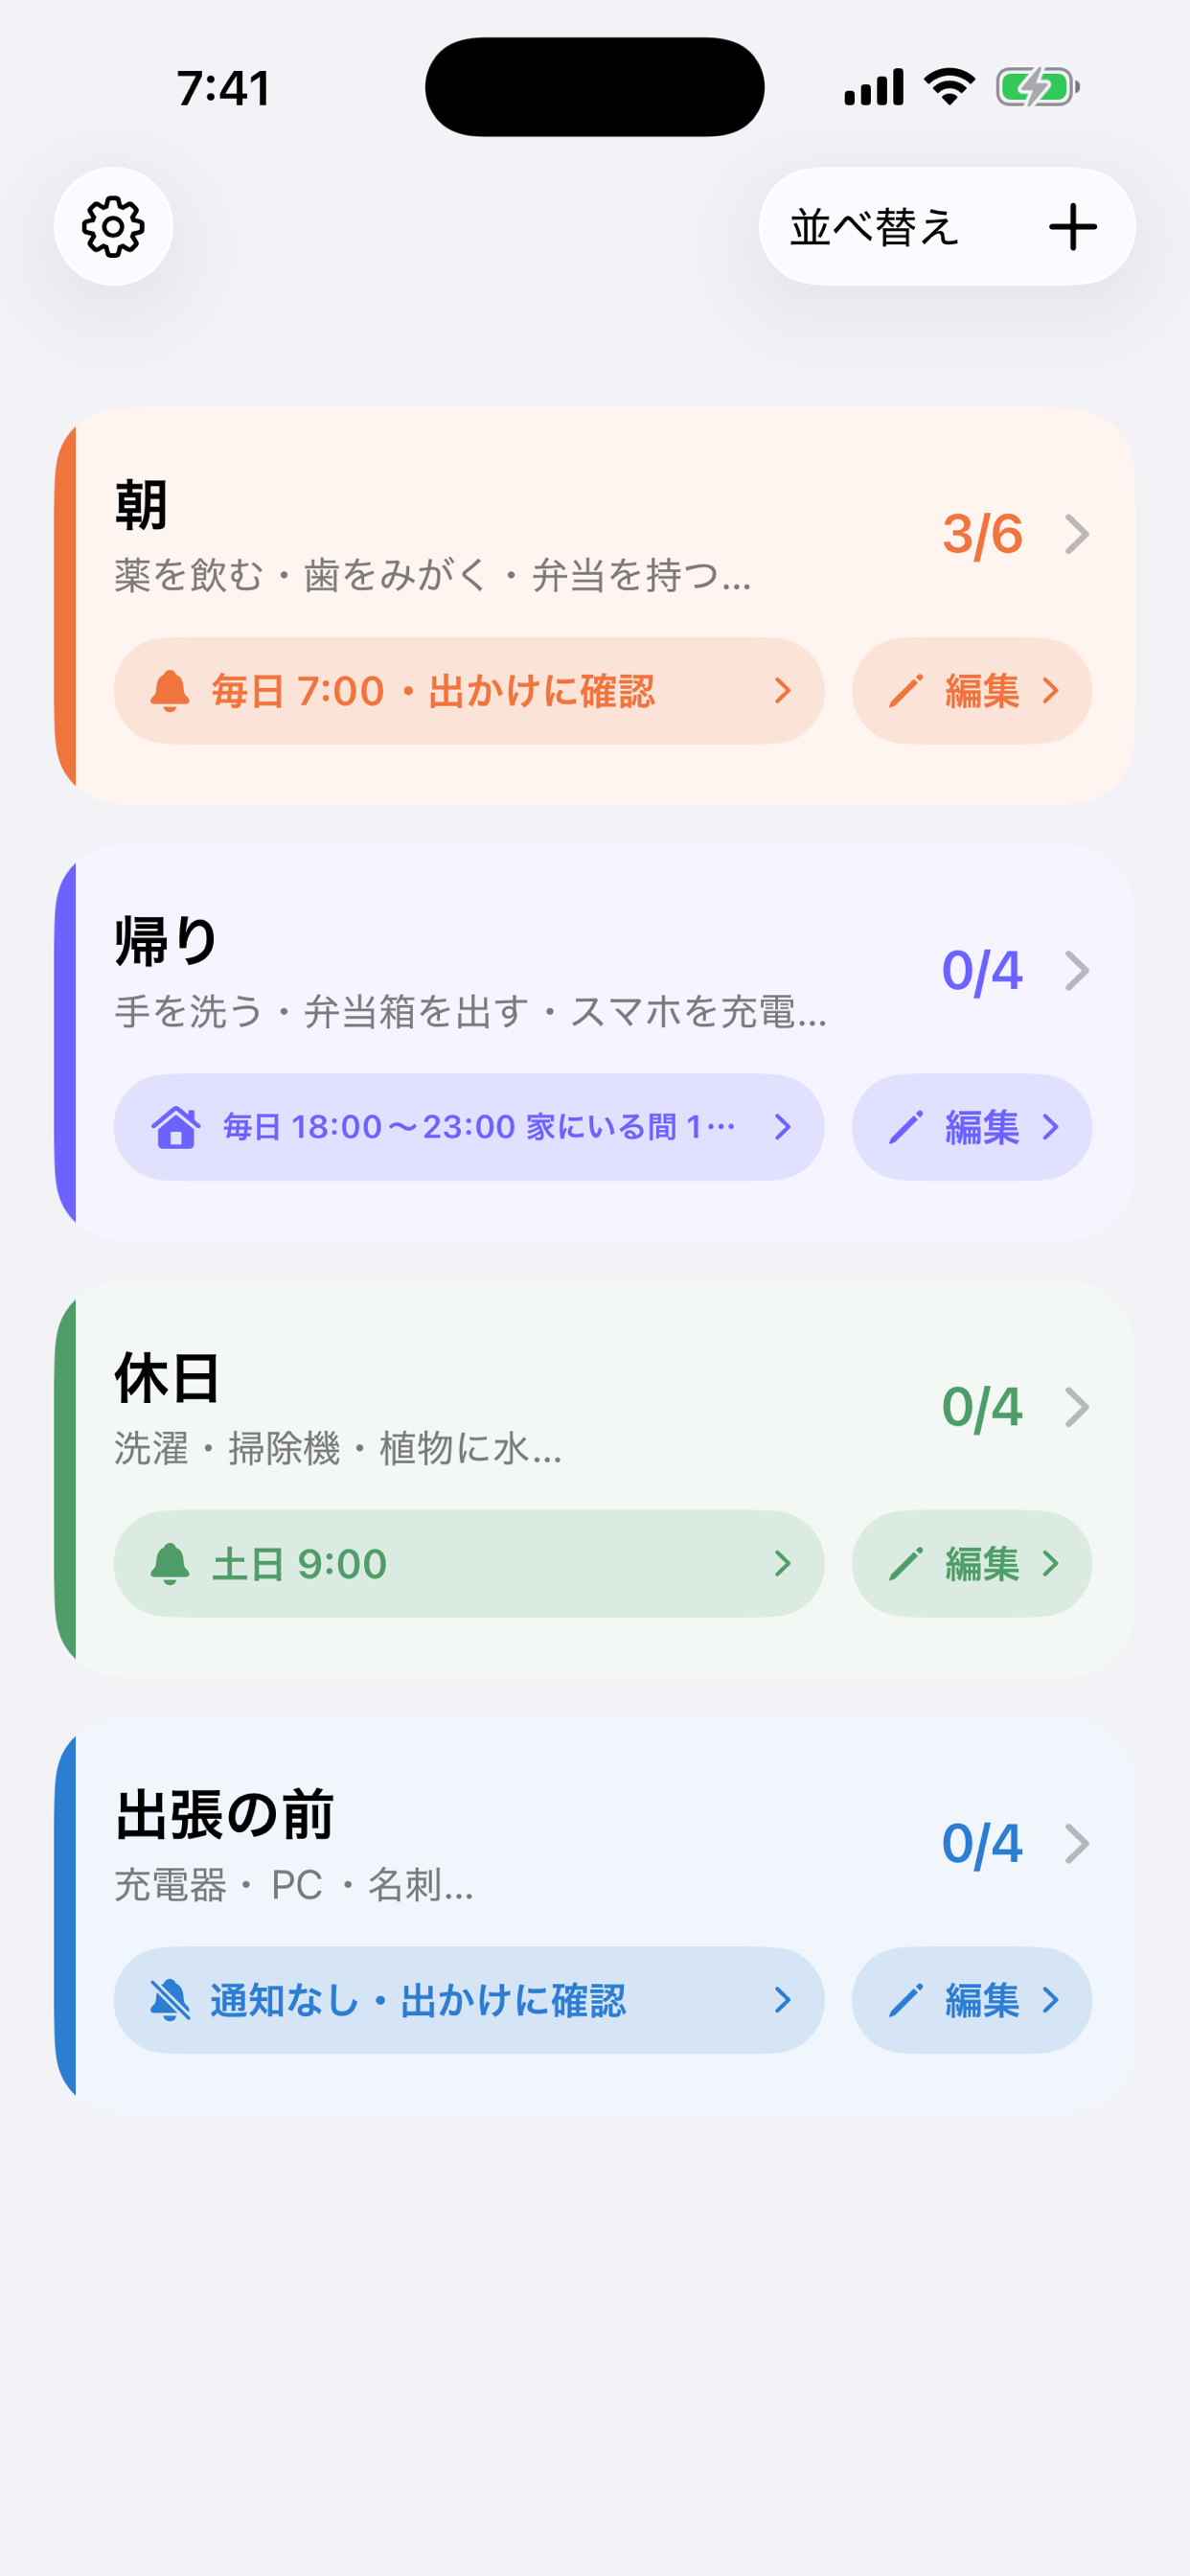 7:41
並べ替え
朝
3/6
薬を飲む・歯をみがく・弁当を持つ...
毎日 7:00・出かけに確認
編集
帰り
0/4
手を洗う・弁当箱を出す・スマホを充電...
毎日 18:00〜23:00 家にいる間 1…
編集
休日
0/4
洗濯・掃除機・植物に水...
土日 9:00
編集
出張の前
0/4
充電器・PC・名刺...
通知なし・出かけに確認
編集